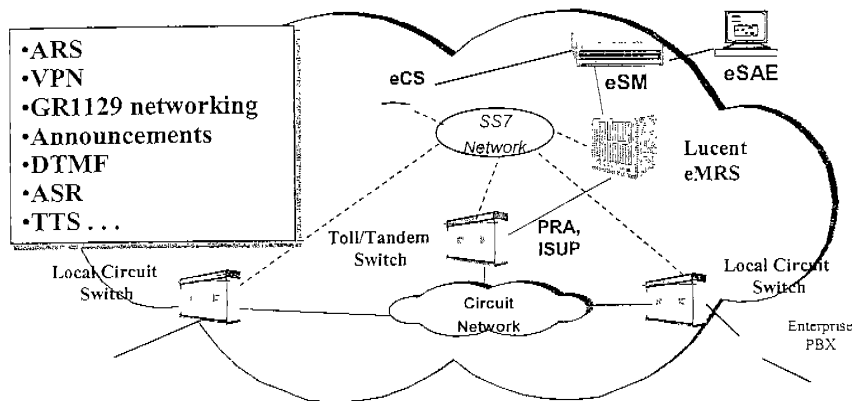 •ARS
•VPN
•GR1129 networking
•Announcements
•DTMF
•ASR
•TTS . . .
eCS
eSM
eSAE
SS7
Network
Lucent
eMRS
Toll/Tandem
Switch
PRA,
ISUP
Local Circuit
Switch
Local Circuit
Switch
Circuit
Network
Enterprise
PBX